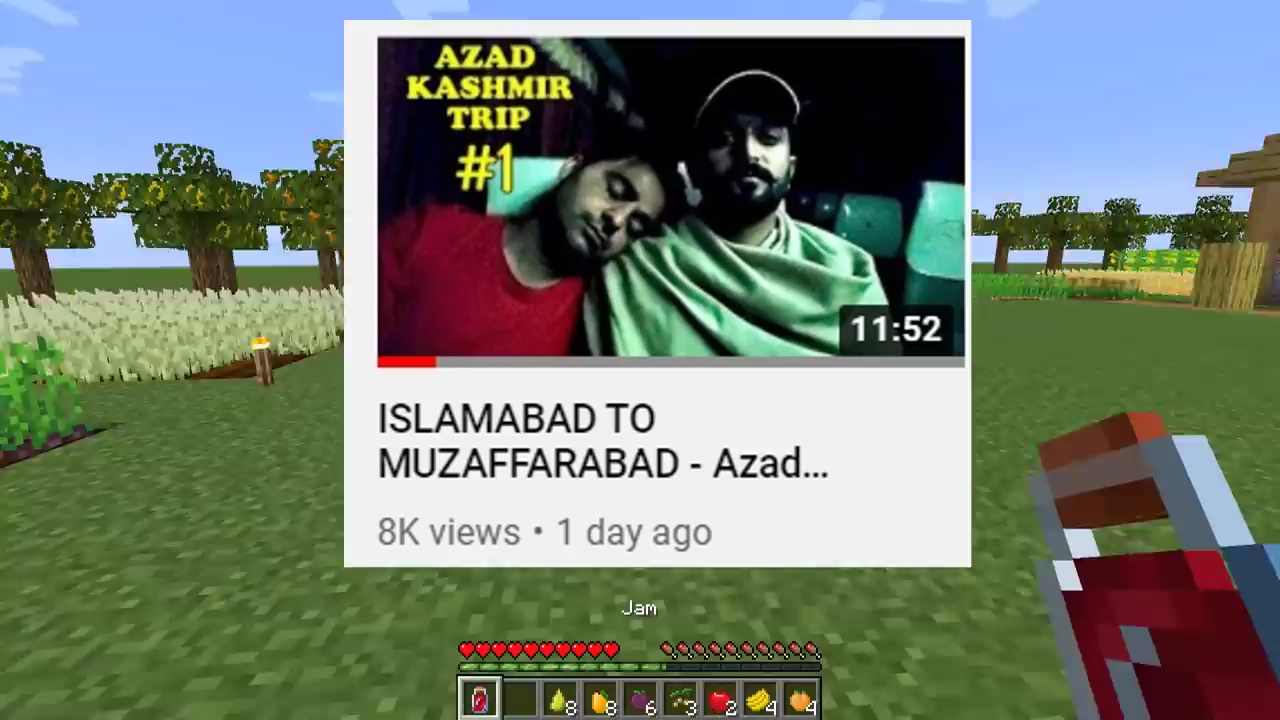 AZAD
KASHMIR
TRIP
#1
11:52
ISLAMABAD TO
MUZAFFARABAD - Azad...
8K views • 1 day ago
Jam
8 8 6 3 2 4 4